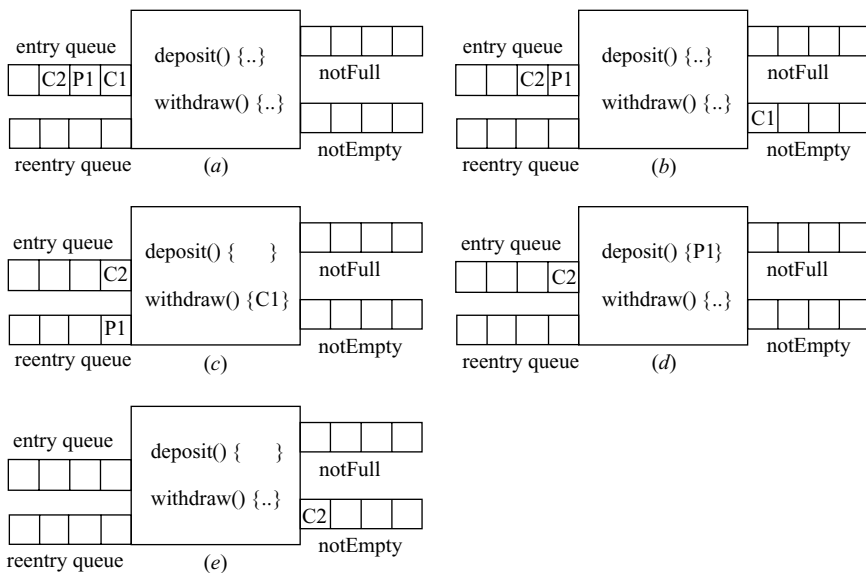 entry queue
C2 P1 C1
reentry queue
deposit() {..}
withdraw() {..}
notFull
notEmpty
(a)
entry queue
C2 P1
reentry queue
deposit() {..}
withdraw() {..}
notFull
C1
notEmpty
(b)
entry queue
C2
P1
reentry queue
deposit() { }
withdraw() {C1}
notFull
notEmpty
(c)
entry queue
C2
reentry queue
deposit() {P1}
withdraw() {..}
notFull
notEmpty
(d)
entry queue
reentry queue
deposit() { }
withdraw() {..}
notFull
C2
notEmpty
(e)